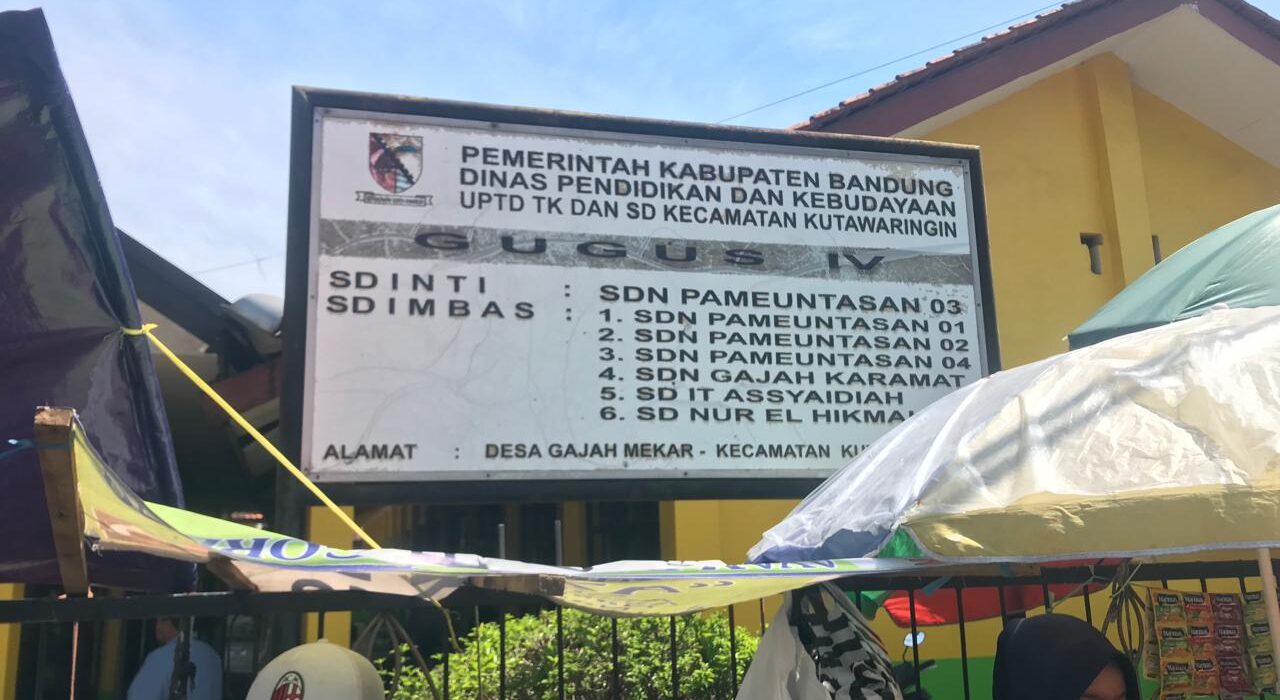 PEMERINTAH KABUPATEN BANDUNG
DINAS PENDIDIKAN DAN KEBUDAYAAN
UPTD TK DAN SD KECAMATAN KUTAWARINGIN
GUGUS IV
SD INTI : SDN PAMEUNTASAN 03
SD IMBAS : 1. SDN PAMEUNTASAN 01
2. SDN PAMEUNTASAN 02
3. SDN PAMEUNTASAN 04
4. SDN GAJAH KARAMAT
5. SD IT ASSYAIDIAH
6. SD NUR EL HIKMA
ALAMAT : DESA GAJAH MEKAR - KECAMATAN